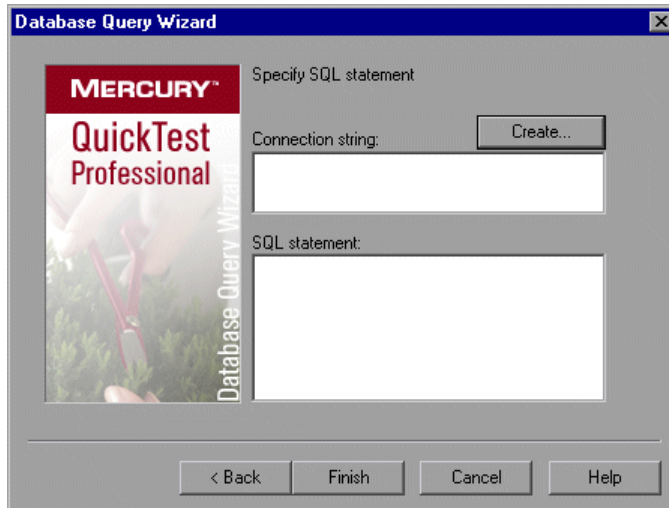 Database Query Wizard
MERCURY™
QuickTest
Professional
Database Query Wizard
Specify SQL statement
Connection string:
Create...
SQL statement:
< Back
Finish
Cancel
Help